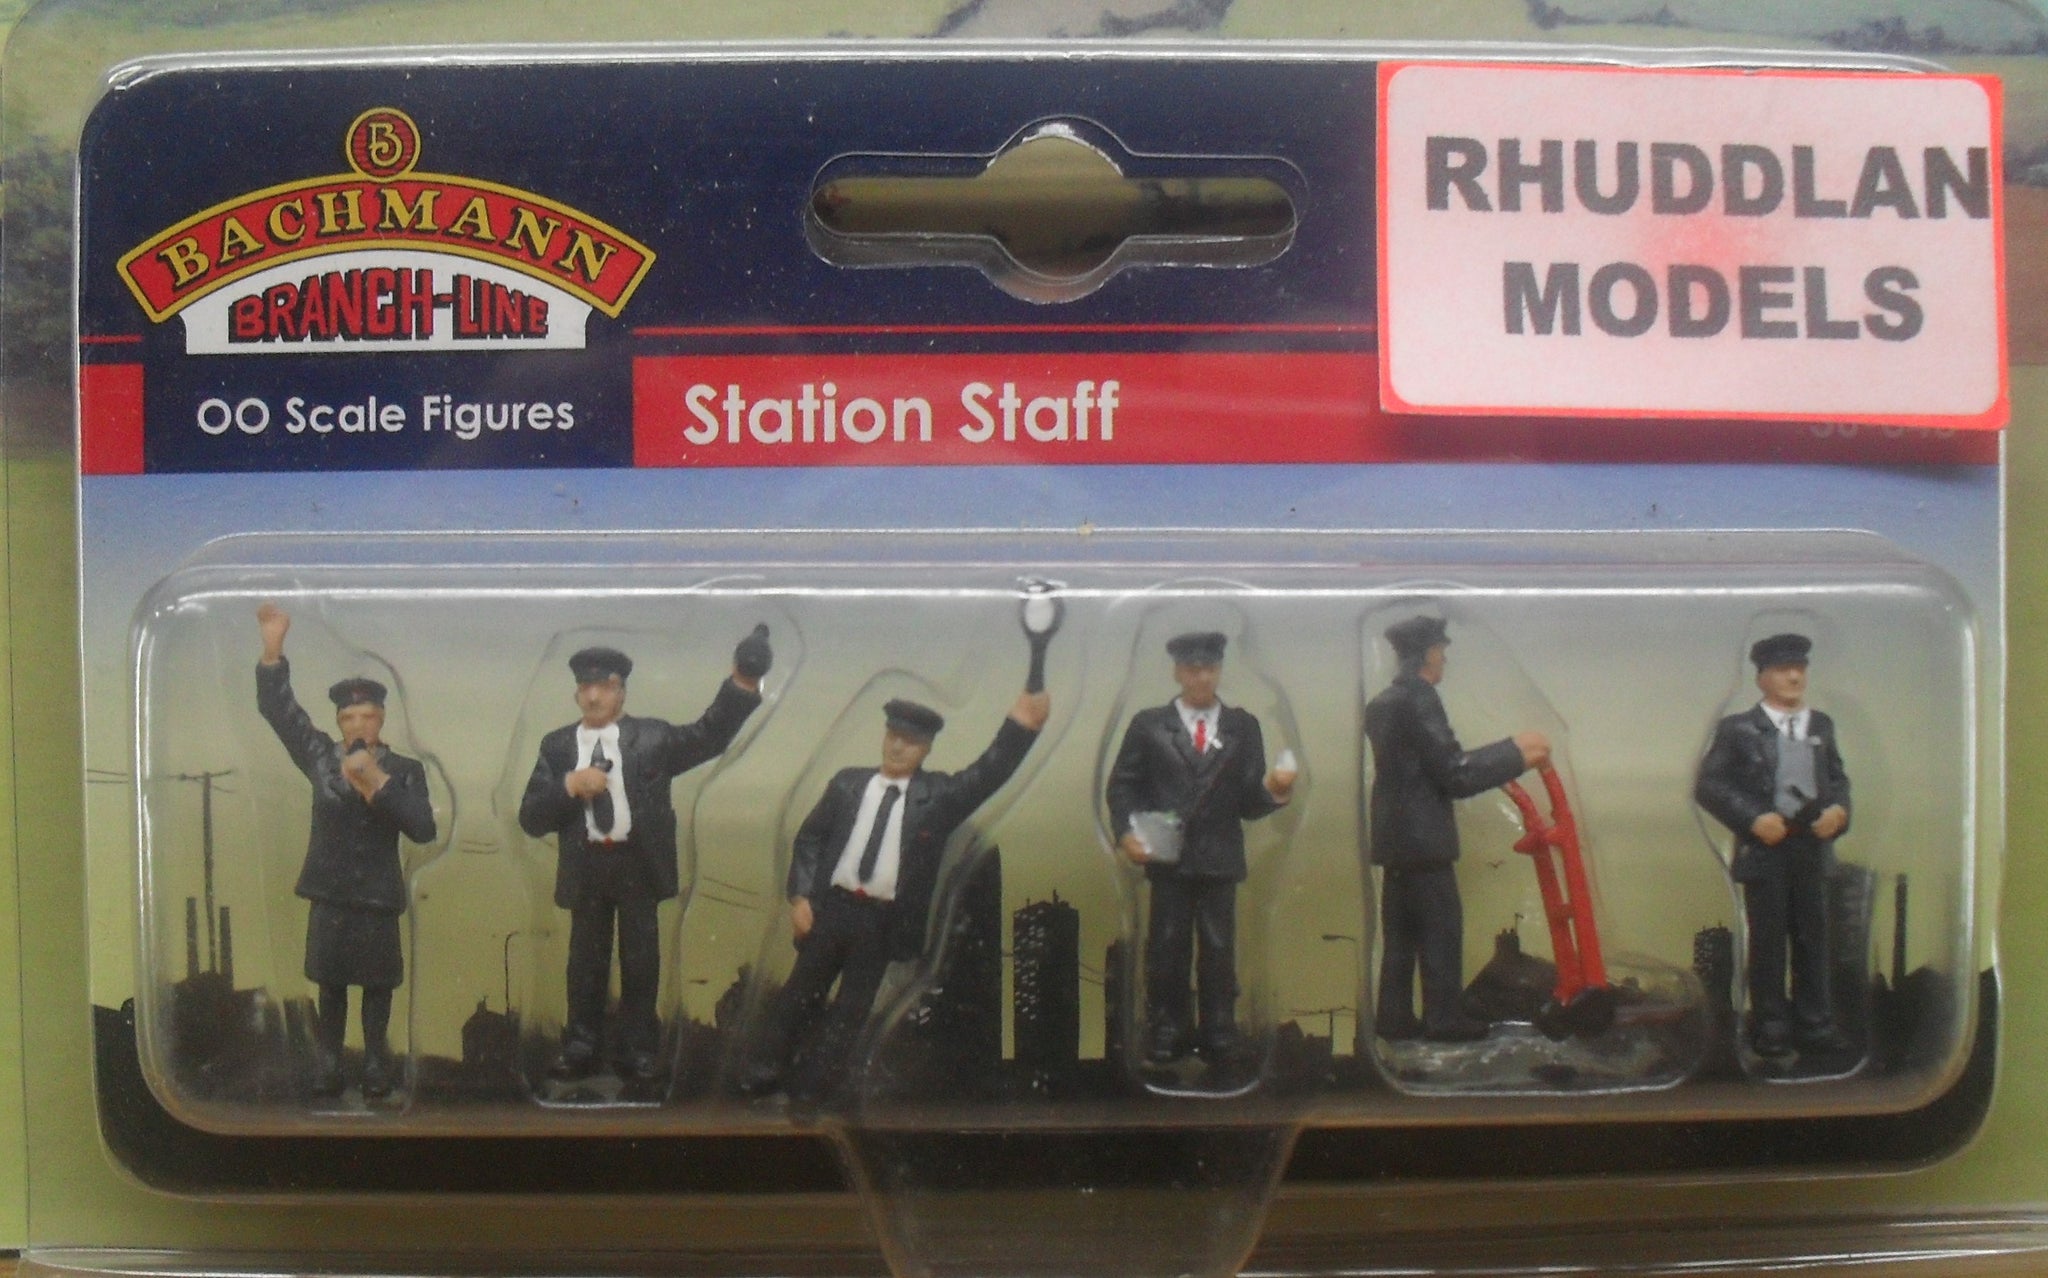 B
BACHMANN
BRANCH-LINE
OO Scale Figures
Station Staff
RHUDDLAN
MODELS